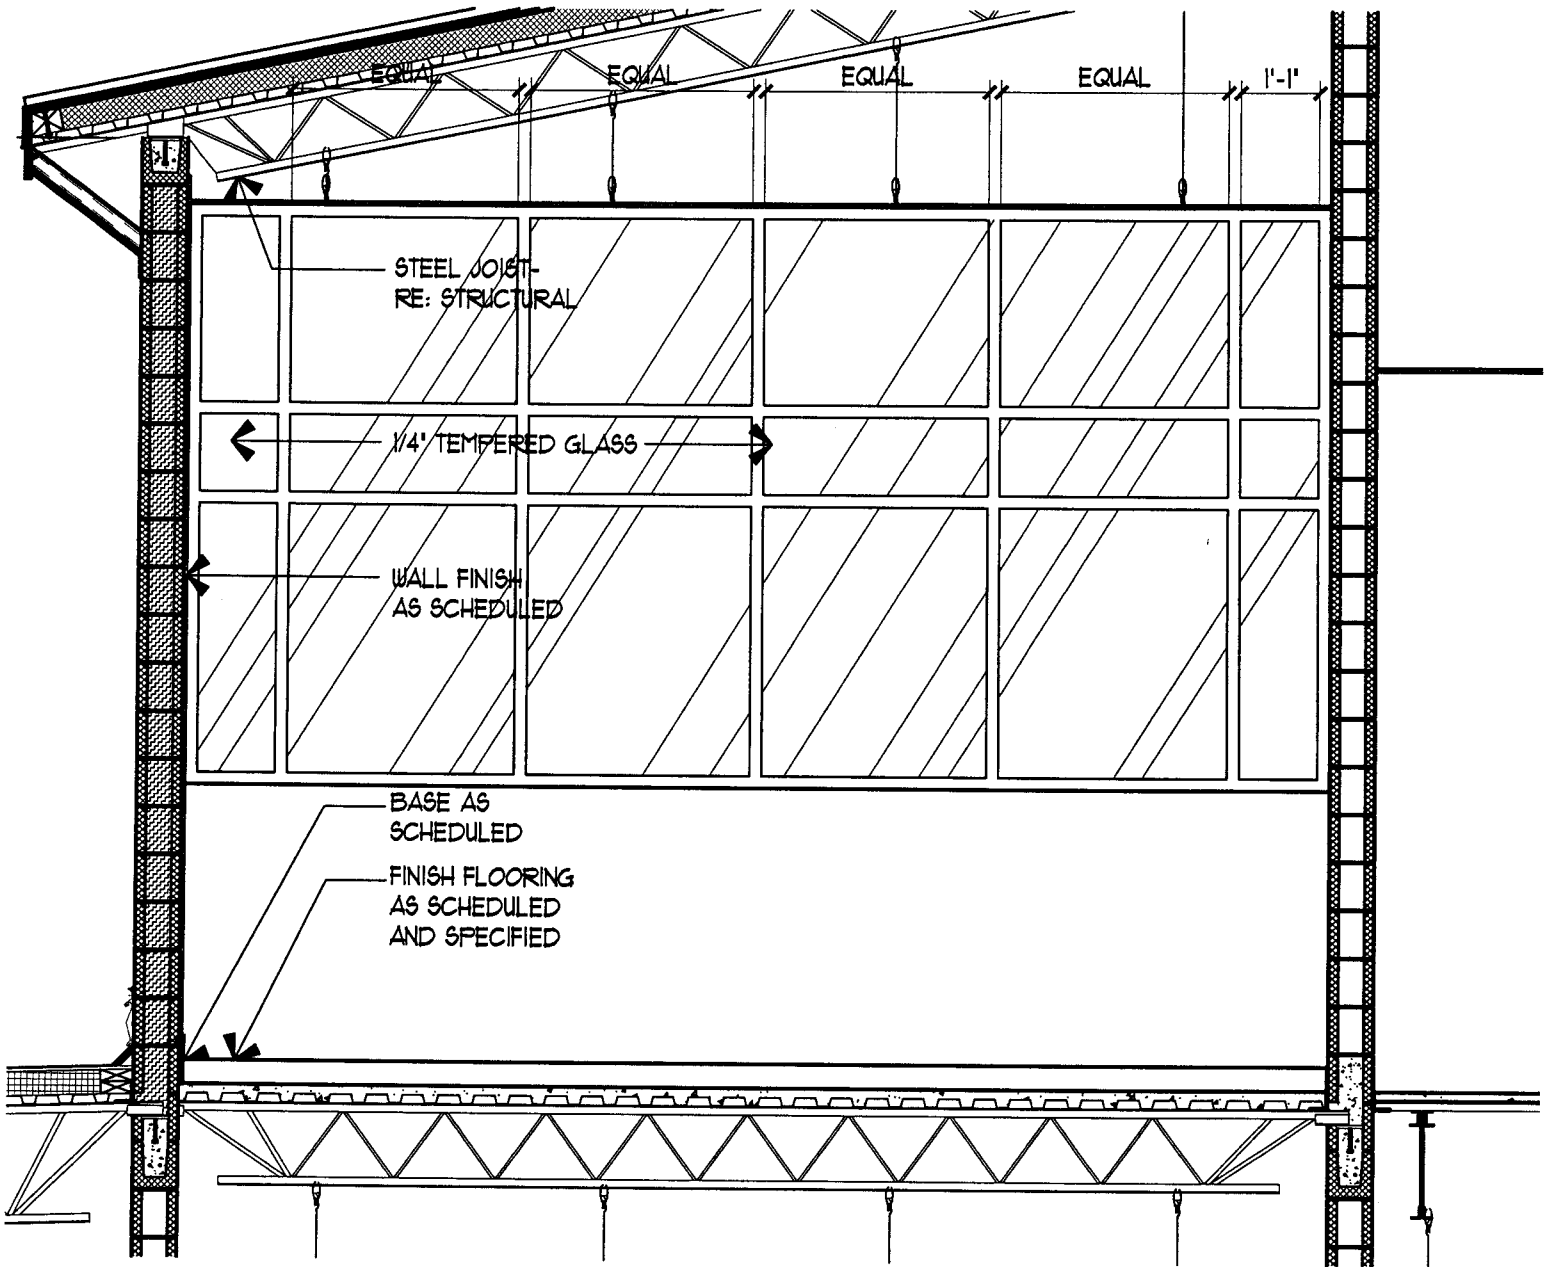 EQUAL EQUAL EQUAL EQUAL 1'-1"
STEEL JOIST-
RE: STRUCTURAL
1/4" TEMPERED GLASS
WALL FINISH
AS SCHEDULED
BASE AS
SCHEDULED
FINISH FLOORING
AS SCHEDULED
AND SPECIFIED